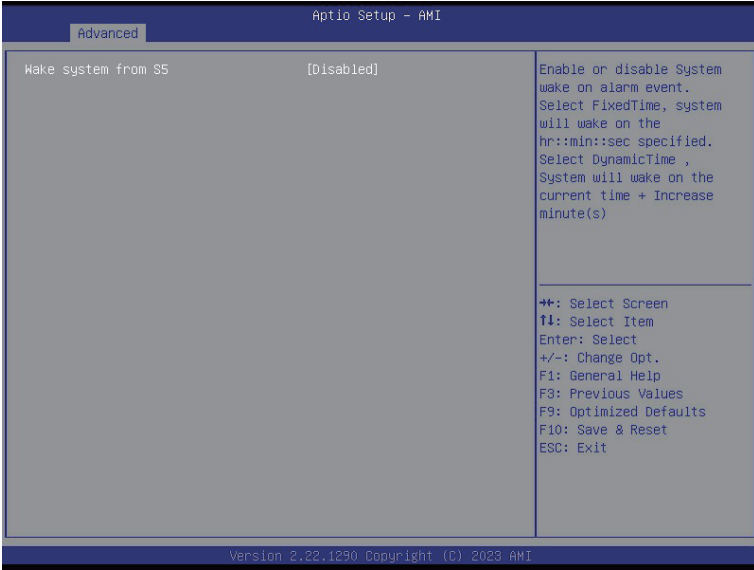 Aptio Setup – AMI
Advanced
Wake system from S5 [Disabled]
Enable or disable System
wake on alarm event.
Select FixedTime, system
will wake on the
hr::min::sec specified.
Select DynamicTime ,
System will wake on the
current time + Increase
minute(s)
→←: Select Screen
↑↓: Select Item
Enter: Select
+/-: Change Opt.
F1: General Help
F3: Previous Values
F9: Optimized Defaults
F10: Save & Reset
ESC: Exit
Version 2.22.1290 Copyright (C) 2023 AMI